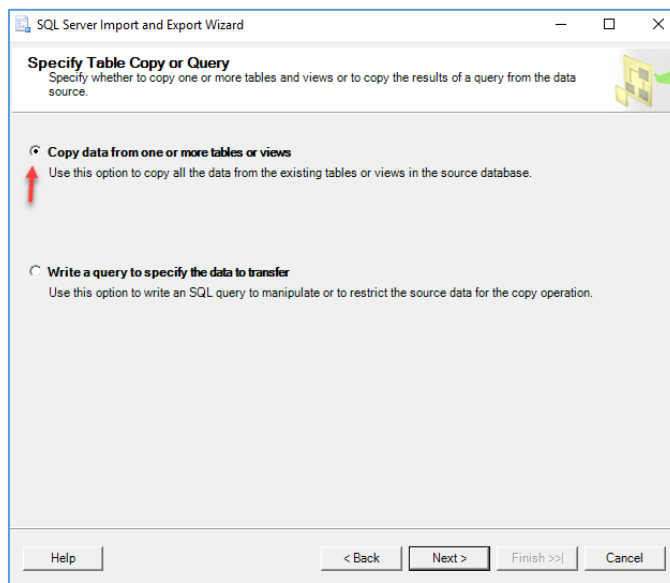 SQL Server Import and Export Wizard
Specify Table Copy or Query
Specify whether to copy one or more tables and views or to copy the results of a query from the data
source.
Copy data from one or more tables or views
Use this option to copy all the data from the existing tables or views in the source database.
Write a query to specify the data to transfer
Use this option to write an SQL query to manipulate or to restrict the source data for the copy operation.
Help
< Back
Next >
Finish >>|
Cancel